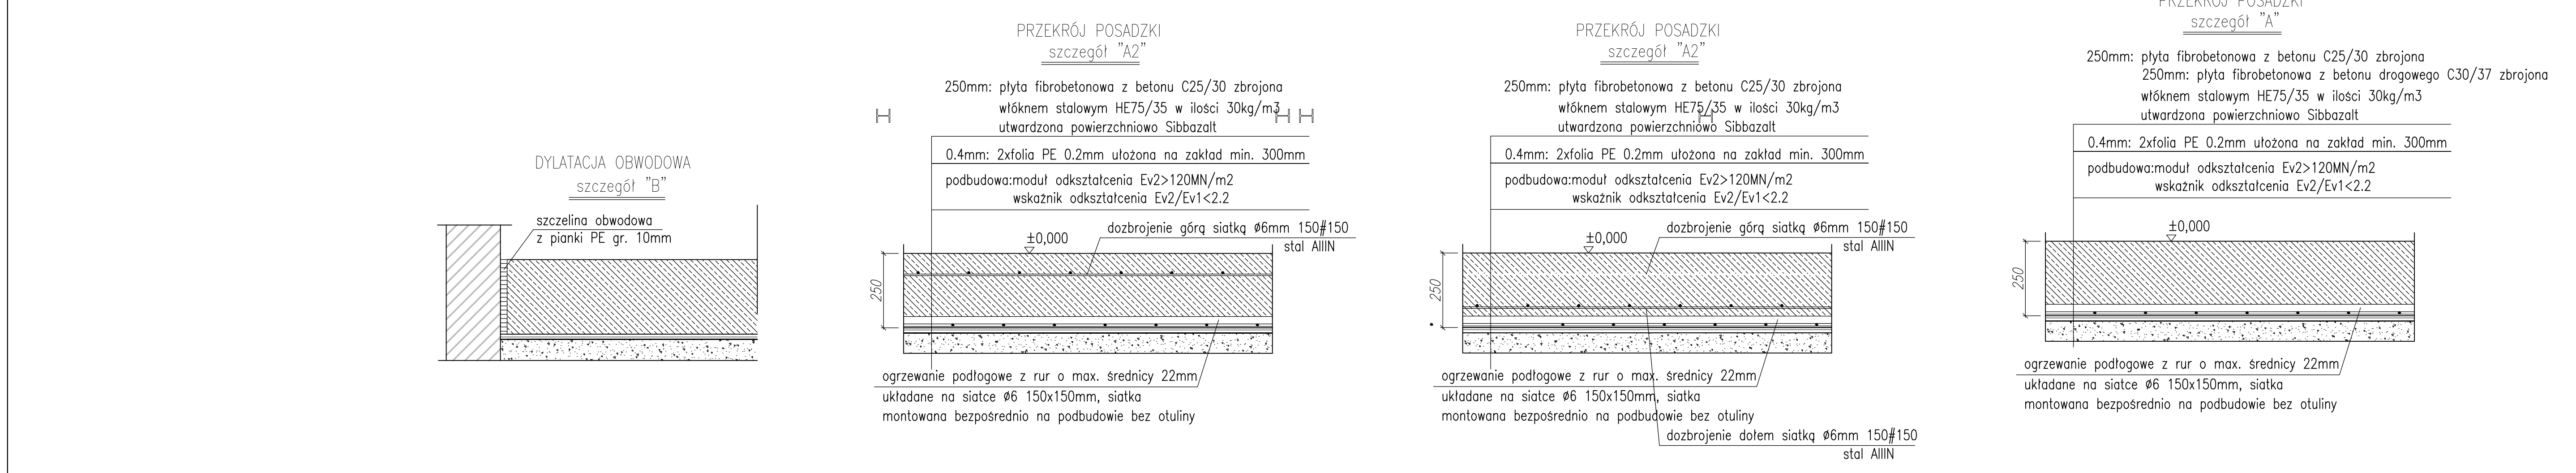 DYLATACJA OBWODOWA
szczegół "B"
szczelina obwodowa
z pianki PE gr. 10mm
PRZEKRÓJ POSADZKI
szczegół "A2"
250mm: płyta fibrobetonowa z betonu C25/30 zbrojona
włóknem stalowym HE75/35 w ilości 30kg/m3
utwardzona powierzchniowo Sibbazalt
0.4mm: 2xfolia PE 0.2mm ułożona na zakład min. 300mm
podbudowa:moduł odkształcenia Ev2>120MN/m2
wskaźnik odkształcenia Ev2/Ev1<2.2
dozbrojenie górą siatką ø6mm 150#150
stal AIIIN
±0,000
250
ogrzewanie podłogowe z rur o max. średnicy 22mm
układane na siatce ø6 150x150mm, siatka
montowana bezpośrednio na podbudowie bez otuliny
PRZEKRÓJ POSADZKI
szczegół "A2"
250mm: płyta fibrobetonowa z betonu C25/30 zbrojona
włóknem stalowym HE75/35 w ilości 30kg/m3
utwardzona powierzchniowo Sibbazalt
0.4mm: 2xfolia PE 0.2mm ułożona na zakład min. 300mm
podbudowa:moduł odkształcenia Ev2>120MN/m2
wskaźnik odkształcenia Ev2/Ev1<2.2
dozbrojenie górą siatką ø6mm 150#150
stal AIIIN
±0,000
250
ogrzewanie podłogowe z rur o max. średnicy 22mm
układane na siatce ø6 150x150mm, siatka
montowana bezpośrednio na podbudowie bez otuliny
dozbrojenie dołem siatką ø6mm 150#150
stal AIIIN
PRZEKRÓJ POSADZKI
szczegół "A"
250mm: płyta fibrobetonowa z betonu C25/30 zbrojona
250mm: płyta fibrobetonowa z betonu drogowego C30/37 zbrojona
włóknem stalowym HE75/35 w ilości 30kg/m3
utwardzona powierzchniowo Sibbazalt
0.4mm: 2xfolia PE 0.2mm ułożona na zakład min. 300mm
podbudowa:moduł odkształcenia Ev2>120MN/m2
wskaźnik odkształcenia Ev2/Ev1<2.2
±0,000
250
ogrzewanie podłogowe z rur o max. średnicy 22mm
układane na siatce ø6 150x150mm, siatka
montowana bezpośrednio na podbudowie bez otuliny